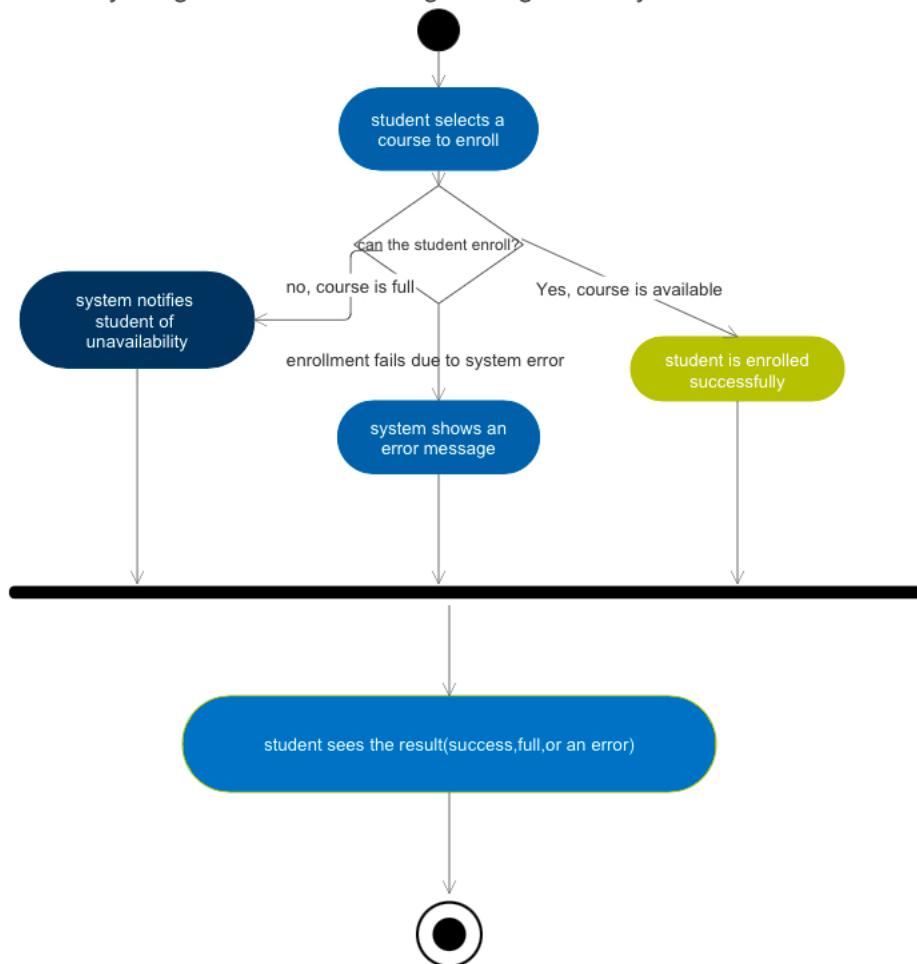 student selects a
course to enroll
can the student enroll?
no, course is full
Yes, course is available
system notifies
student of
unavailability
enrollment fails due to system error
student is enrolled
successfully
system shows an
error message
student sees the result(success,full,or an error)